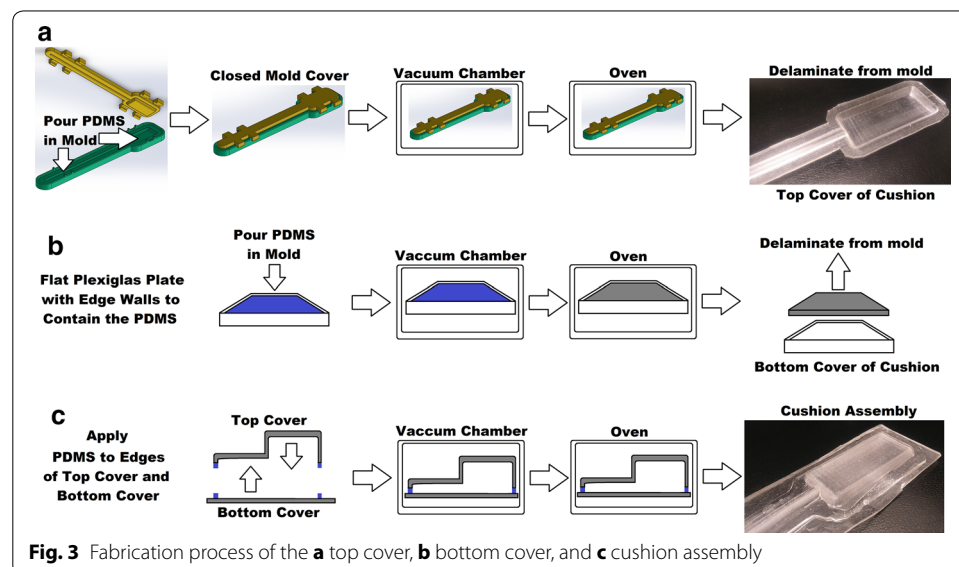 a
Pour PDMS
in Mold
Closed Mold Cover
Vacuum Chamber
Oven
Delaminate from mold
Top Cover of Cushion
b
Flat Plexiglas Plate
with Edge Walls to
Contain the PDMS
Pour PDMS
in Mold
Vaccum Chamber
Oven
Delaminate from mold
Bottom Cover of Cushion
c
Apply
PDMS to Edges
of Top Cover and
Bottom Cover
Top Cover
Bottom Cover
Vaccum Chamber
Oven
Cushion Assembly
Fig. 3 Fabrication process of the a top cover, b bottom cover, and c cushion assembly